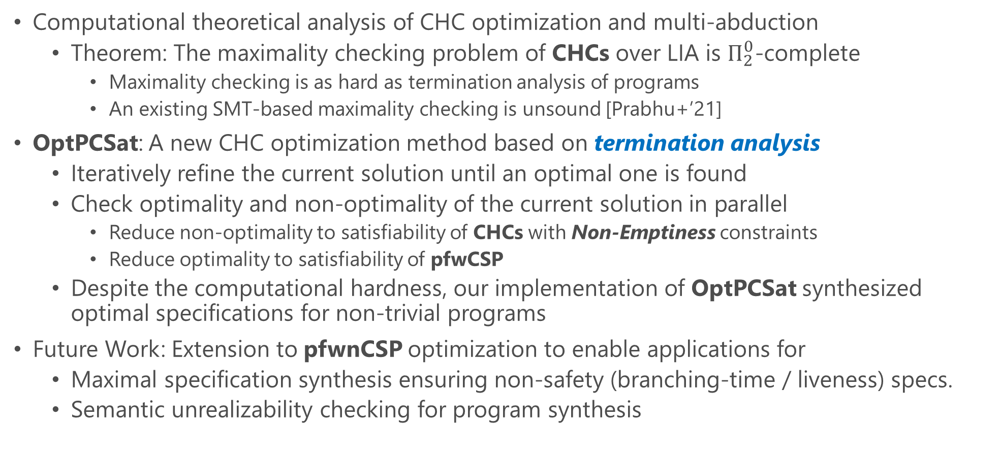 • Computational theoretical analysis of CHC optimization and multi-abduction
• Theorem: The maximality checking problem of CHCs over LIA is Π⁰₂-complete
• Maximality checking is as hard as termination analysis of programs
• An existing SMT-based maximality checking is unsound [Prabhu+'21]
• OptPCSat: A new CHC optimization method based on termination analysis
• Iteratively refine the current solution until an optimal one is found
• Check optimality and non-optimality of the current solution in parallel
• Reduce non-optimality to satisfiability of CHCs with Non-Emptiness constraints
• Reduce optimality to satisfiability of pfwCSP
• Despite the computational hardness, our implementation of OptPCSat synthesized
optimal specifications for non-trivial programs
• Future Work: Extension to pfwnCSP optimization to enable applications for
• Maximal specification synthesis ensuring non-safety (branching-time / liveness) specs.
• Semantic unrealizability checking for program synthesis